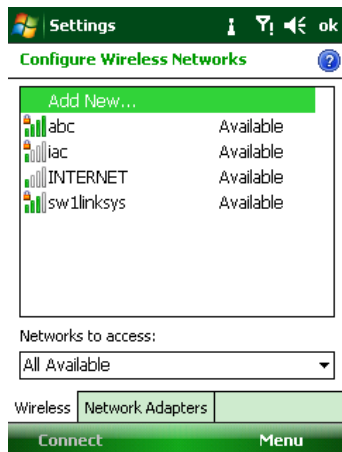 Settings ok
Configure Wireless Networks
Add New...
abc Available
iac Available
INTERNET Available
sw1linksys Available
Networks to access:
All Available
Wireless Network Adapters
Connect Menu